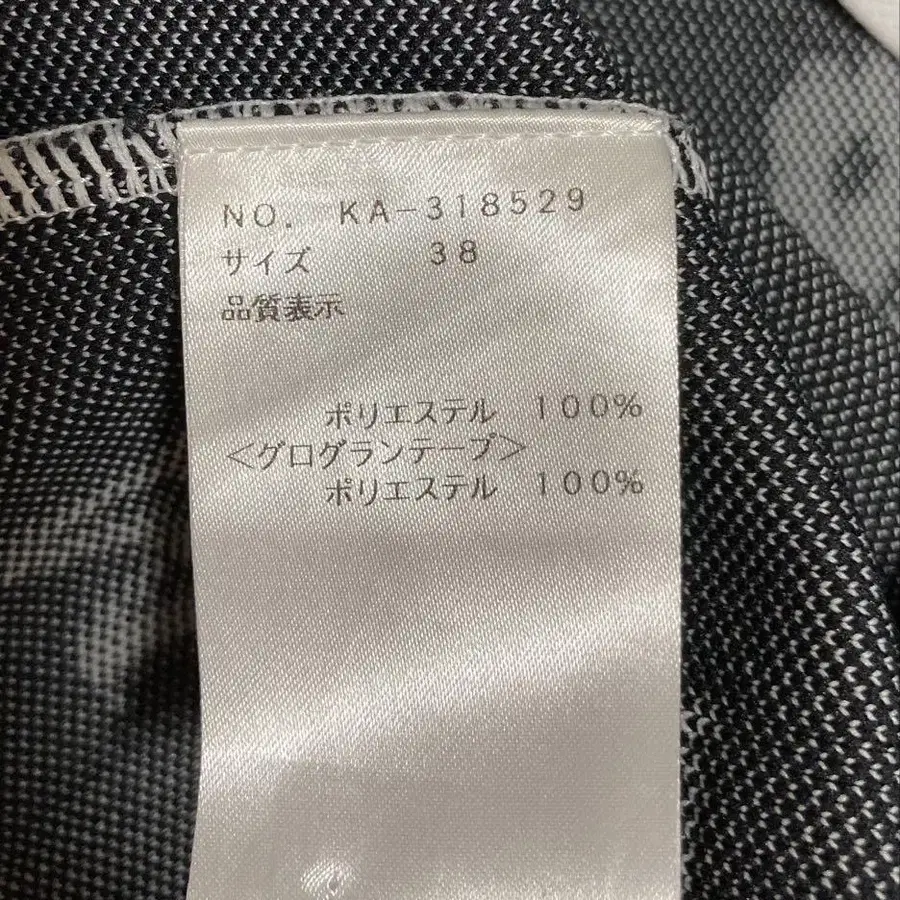 NO. KA-318529
サイズ 38
品質表示
ポリエステル 100%
<グログランテープ>
ポリエステル 100%